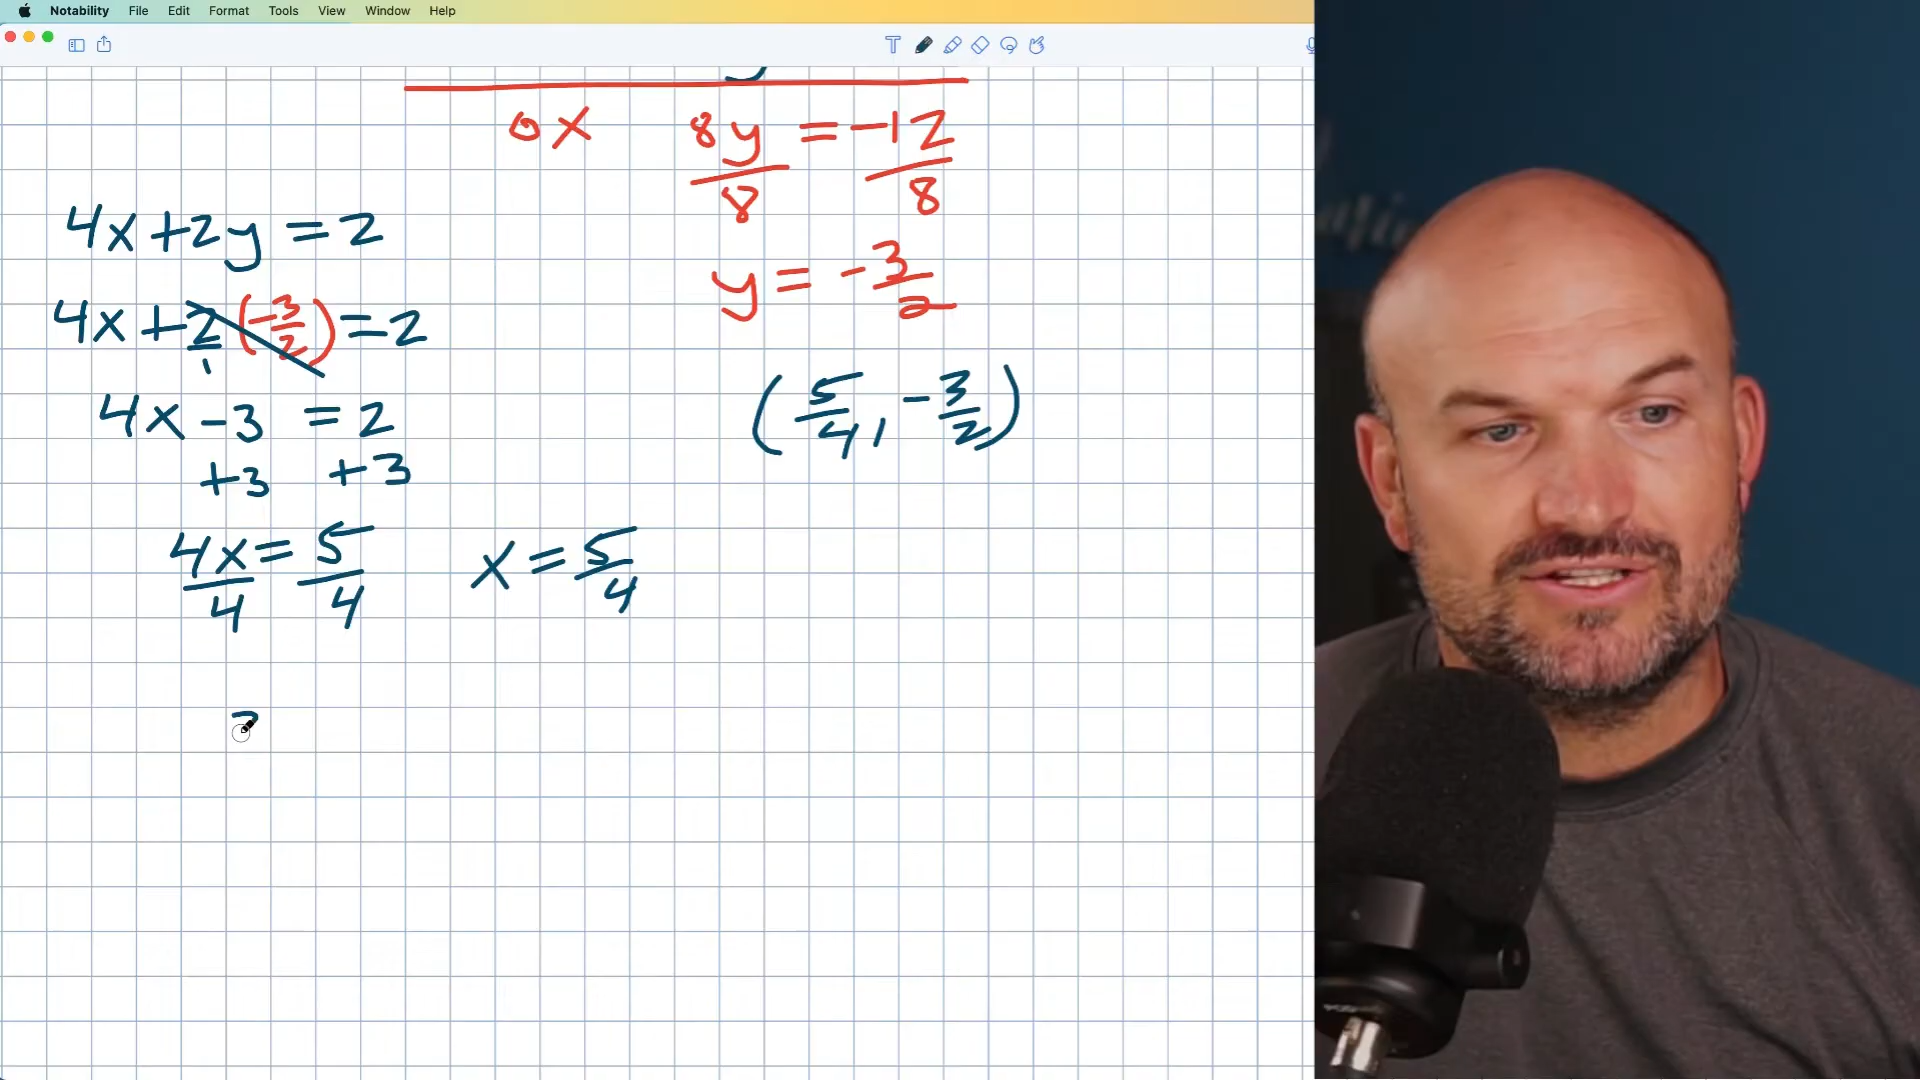 Notability File Edit Format Tools View Window Help
0x 8y = -12
8 8
y = -3/2
4x + 2y = 2
4x + 2/1 (-3/2) = 2
4x - 3 = 2
+3 +3
4x/4 = 5/4
x = 5/4
(5/4, -3/2)